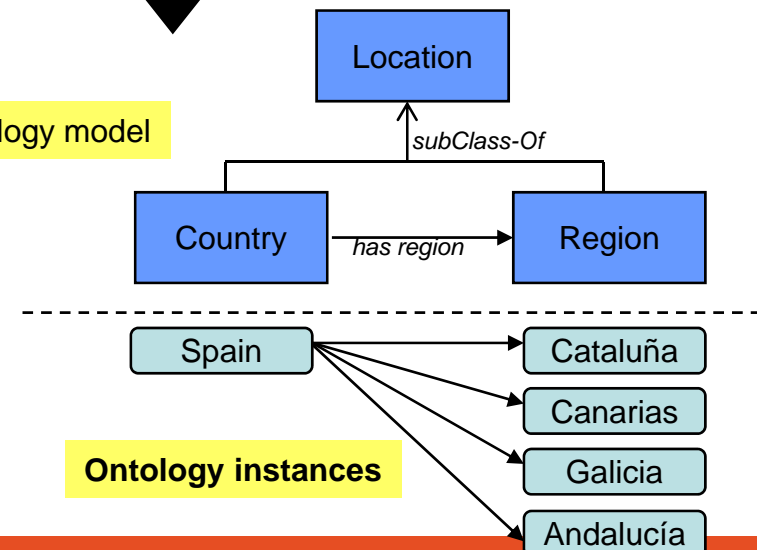 Location
logy model
subClass-Of
Country
has region
Region
Spain
Cataluña
Canarias
Ontology instances
Galicia
Andalucía